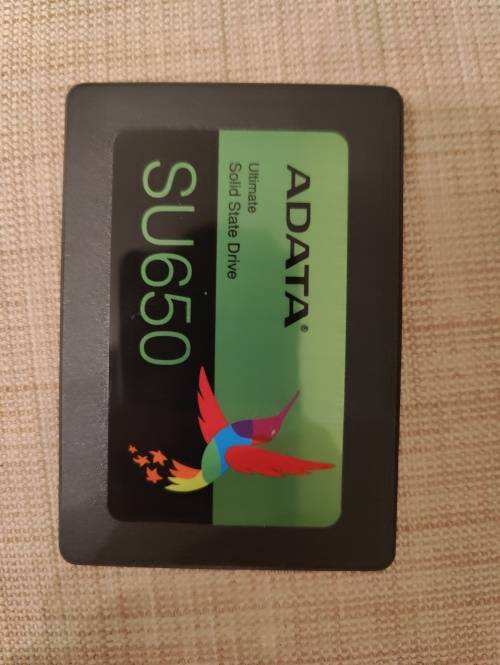 ADATA®
Ultimate
Solid State Drive
SU650